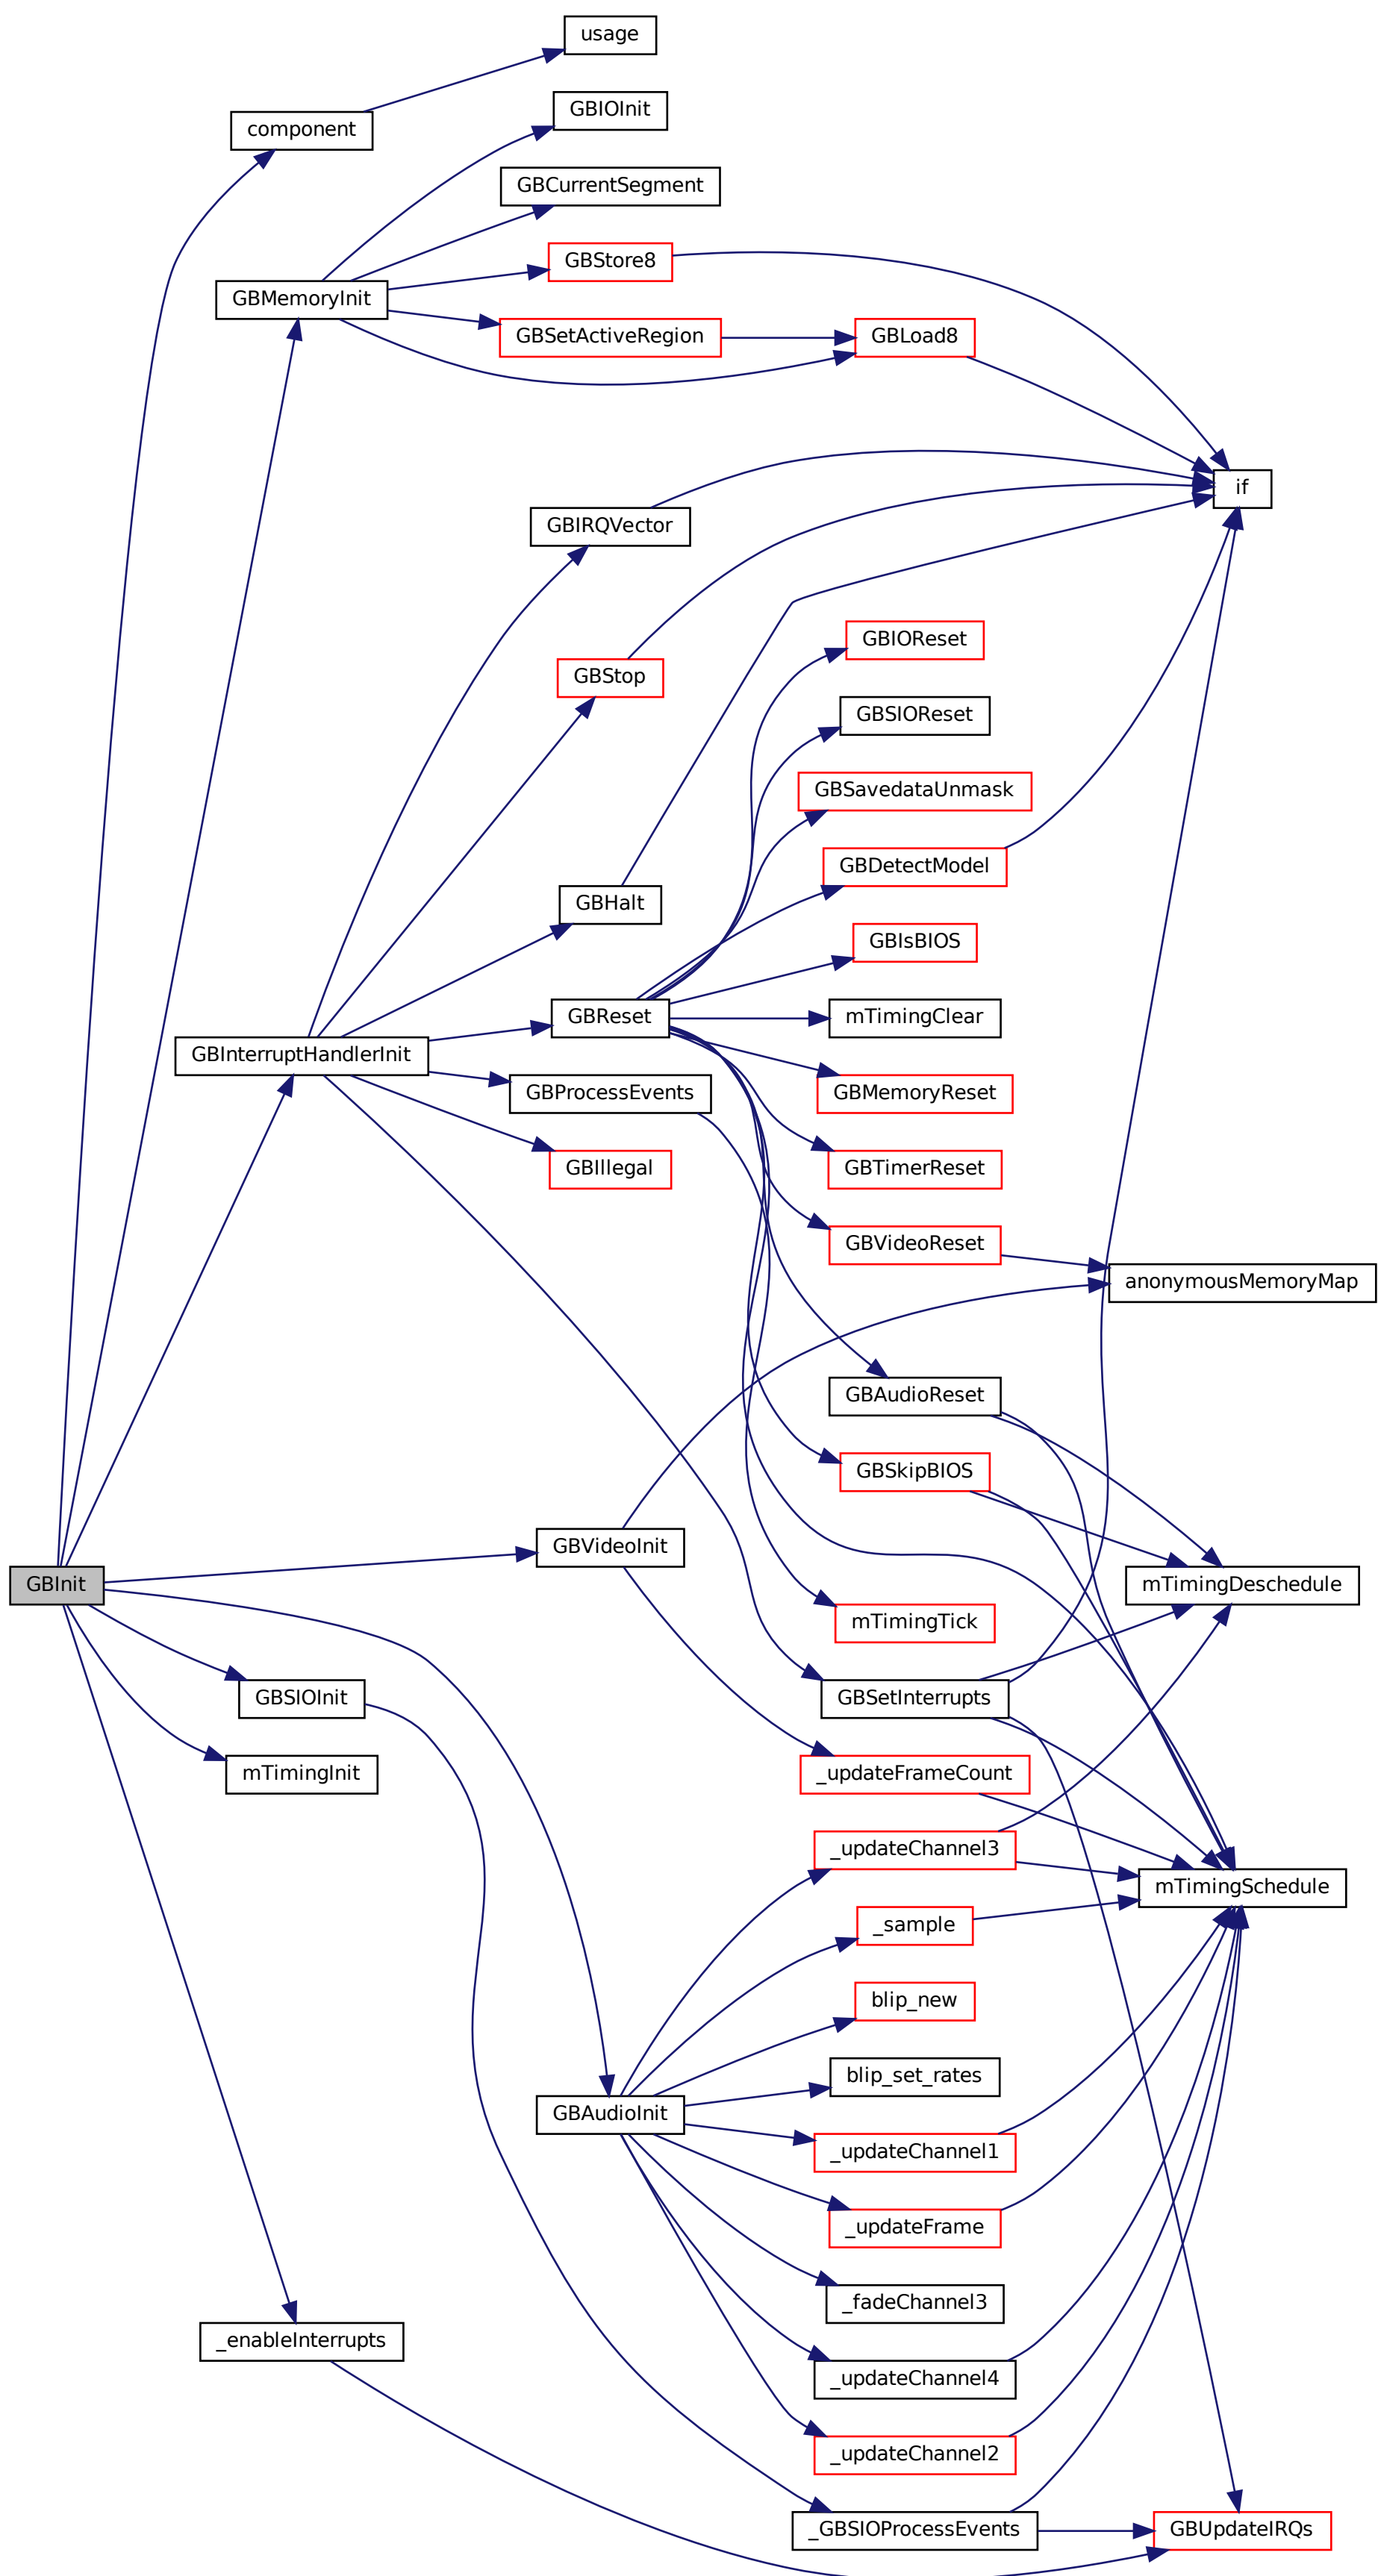 usage
GBIOInit
component
GBCurrentSegment
GBStore8
GBMemoryInit
GBSetActiveRegion
GBLoad8
if
GBIRQVector
GBIOReset
GBStop
GBSIOReset
GBSavedataUnmask
GBDetectModel
GBHalt
GBIsBIOS
GBReset
mTimingClear
GBInterruptHandlerInit
GBProcessEvents
GBMemoryReset
GBIllegal
GBTimerReset
GBVideoReset
anonymousMemoryMap
GBAudioReset
GBSkipBIOS
GBVideoInit
GBInit
mTimingDeschedule
mTimingTick
GBSIOInit
GBSetInterrupts
mTimingInit
_updateFrameCount
_updateChannel3
mTimingSchedule
_sample
blip_new
blip_set_rates
GBAudioInit
_updateChannel1
_updateFrame
_fadeChannel3
_enableInterrupts
_updateChannel4
_updateChannel2
_GBSIOProcessEvents
GBUpdateIRQs